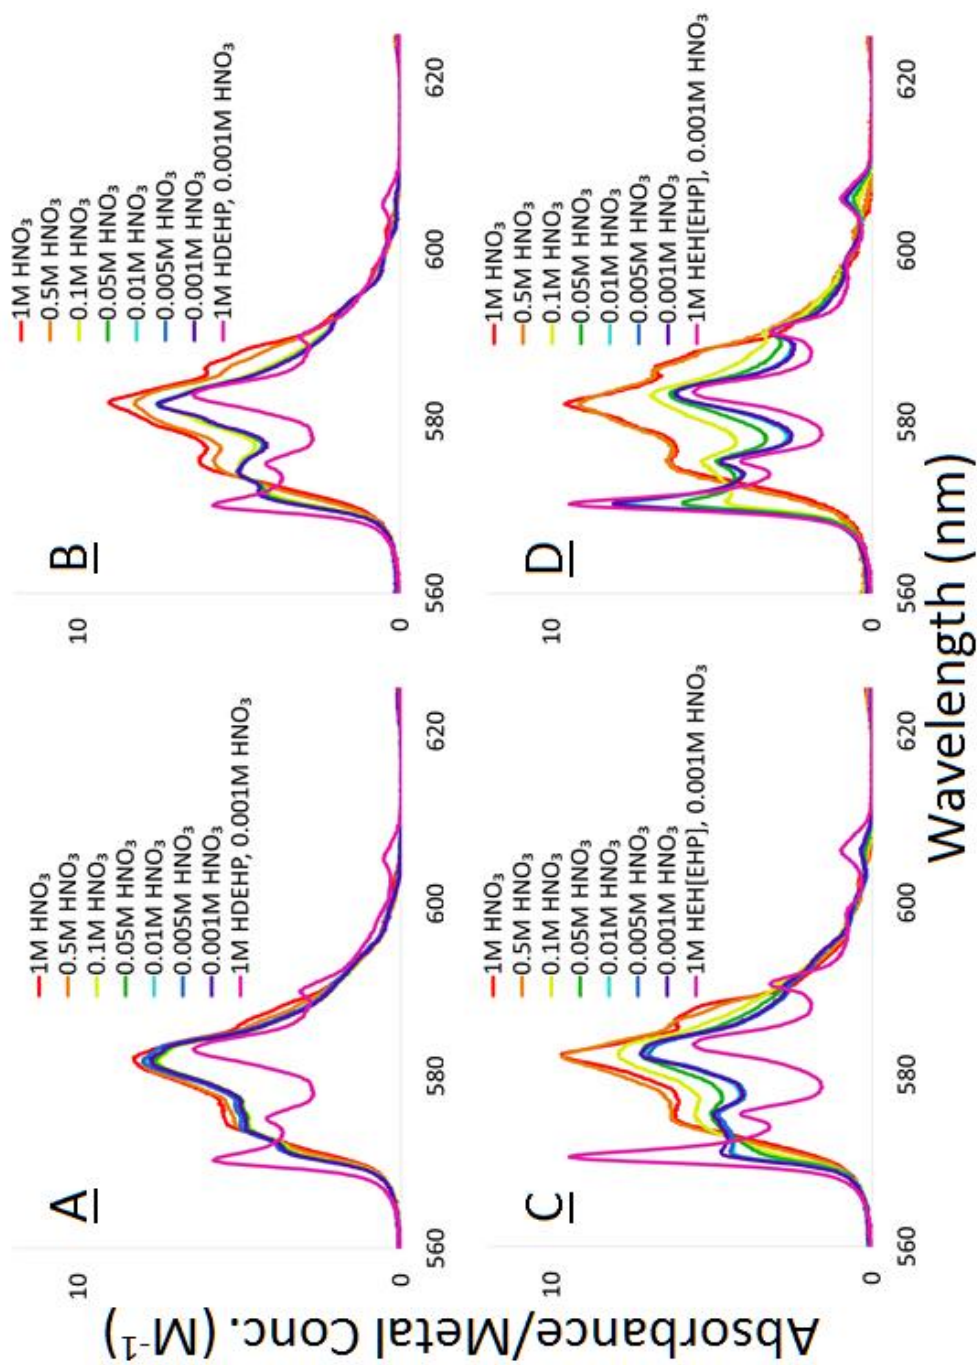 Absorbance/Metal Conc. (M⁻¹)
A
10
0
560
580
600
620
1M HNO₃
0.5M HNO₃
0.1M HNO₃
0.05M HNO₃
0.01M HNO₃
0.005M HNO₃
0.001M HNO₃
1M HDEHP, 0.001M HNO₃
B
10
0
560
580
600
620
1M HNO₃
0.5M HNO₃
0.1M HNO₃
0.05M HNO₃
0.01M HNO₃
0.005M HNO₃
0.001M HNO₃
1M HDEHP, 0.001M HNO₃
C
10
0
560
580
600
620
1M HNO₃
0.5M HNO₃
0.1M HNO₃
0.05M HNO₃
0.01M HNO₃
0.005M HNO₃
0.001M HNO₃
1M HEH[EHP], 0.001M HNO₃
D
10
0
560
580
600
620
1M HNO₃
0.5M HNO₃
0.1M HNO₃
0.05M HNO₃
0.01M HNO₃
0.005M HNO₃
0.001M HNO₃
1M HEH[EHP], 0.001M HNO₃
Wavelength (nm)